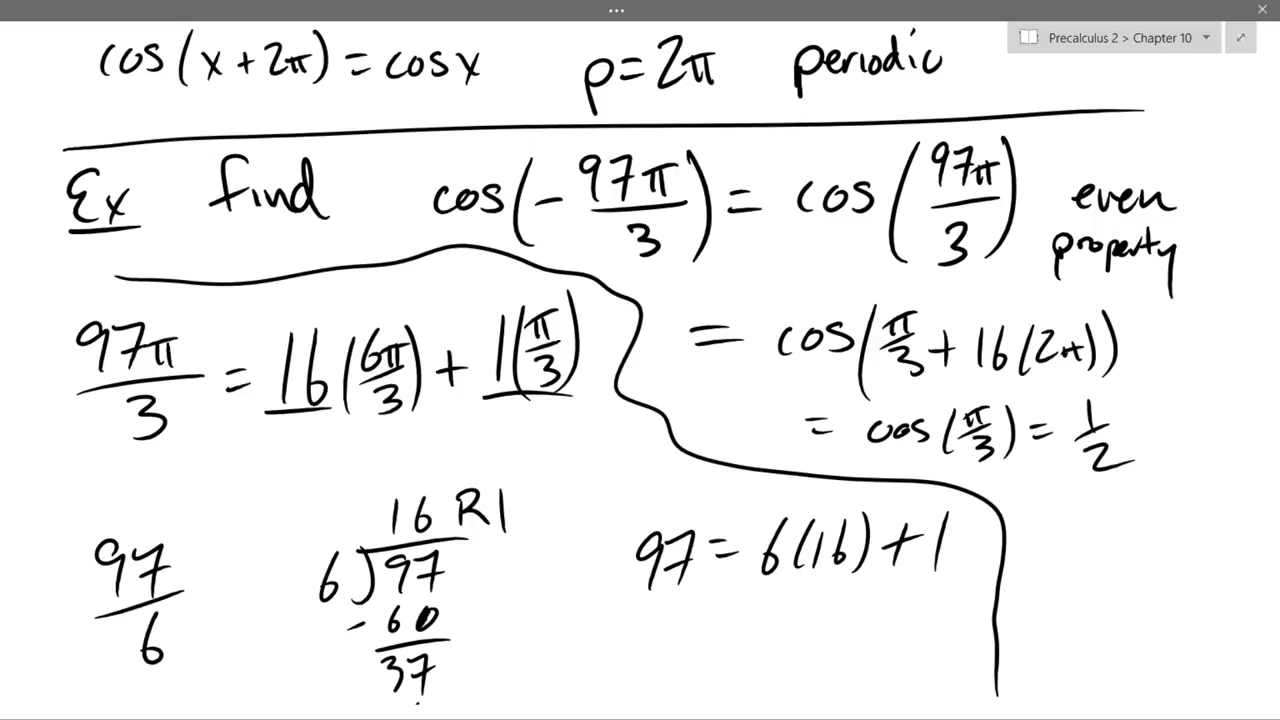 Precalculus 2 > Chapter 10
cos(x+2π) = cosx p=2π periodic
Ex find cos(-97π/3) = cos(97π/3) even property
97π/3 = 16(6π/3) + 1(π/3)
= cos(π/3 + 16(2π))
= cos(π/3) = 1/2
97/6
16 R1
6)97
-60
37
97 = 6(16) + 1